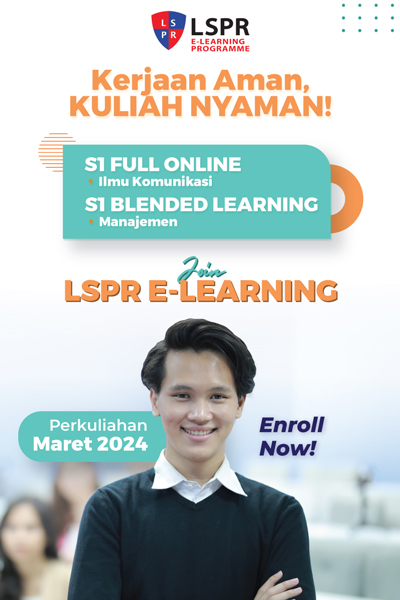 L S
P R
LSPR
E-LEARNING
PROGRAMME
Kerjaan Aman,
KULIAH NYAMAN!
S1 FULL ONLINE
Ilmu Komunikasi
S1 BLENDED LEARNING
Manajemen
Join
LSPR E-LEARNING
Perkuliahan
Maret 2024
Enroll
Now!